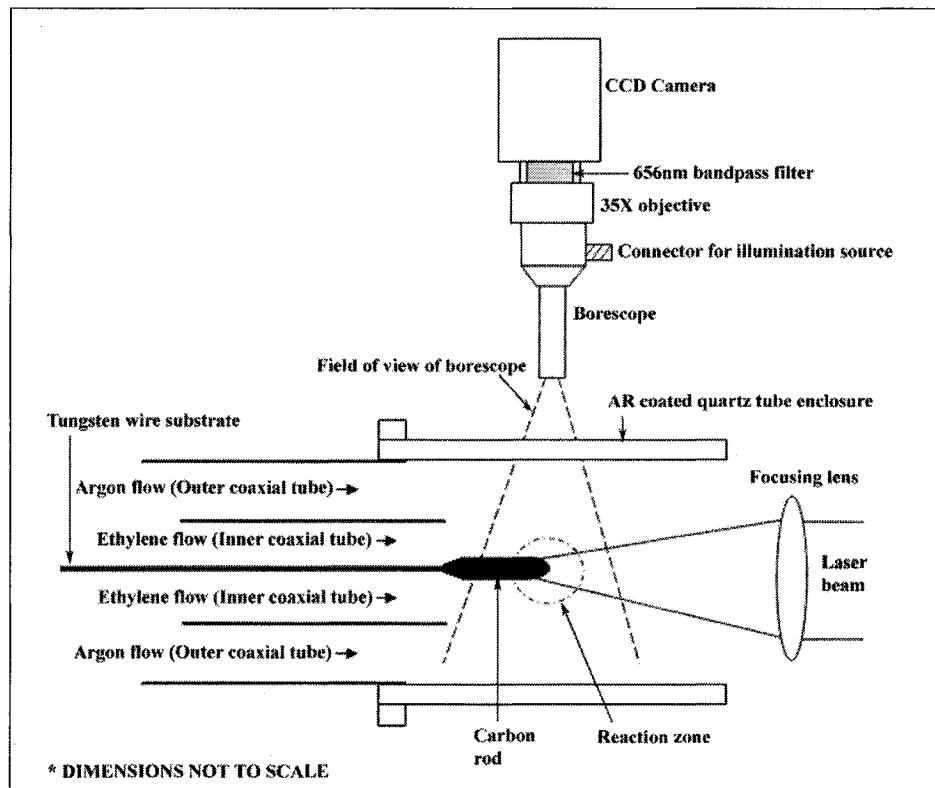 CCD Camera
656nm bandpass filter
35X objective
Connector for illumination source
Borescope
Field of view of borescope
AR coated quartz tube enclosure
Tungsten wire substrate
Focusing lens
Argon flow (Outer coaxial tube)
Ethylene flow (Inner coaxial tube)
Laser
beam
Ethylene flow (Inner coaxial tube)
Argon flow (Outer coaxial tube)
Carbon
rod
Reaction zone
* DIMENSIONS NOT TO SCALE